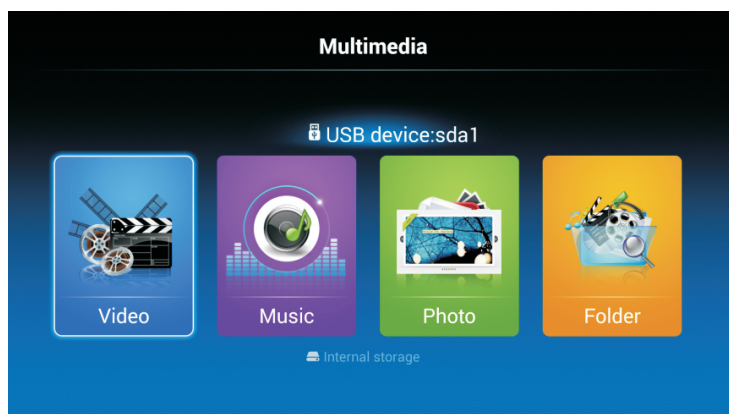 Multimedia
USB device:sda1
Video
Music
Photo
Folder
Internal storage